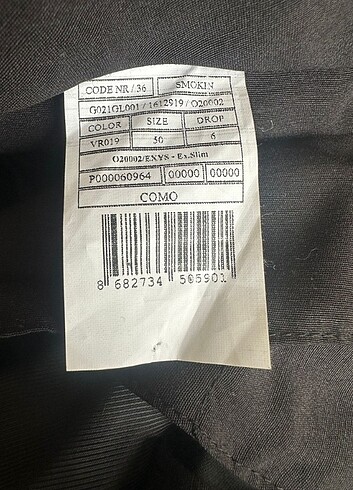 CODE NR / 36 SMOKIN
G021GL001 / 1612919 / O20002
COLOR SIZE DROP
VR019 50 6
O20002/ENYS - Ex.Slim
P000060964 00000 00000
COMO
8 682734 505901